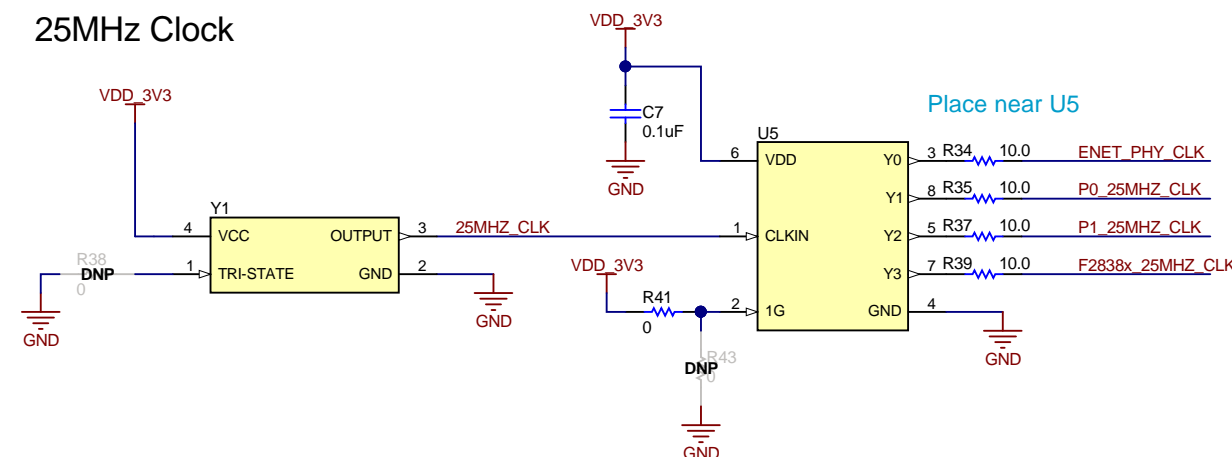 25MHz Clock
VDD_3V3
VDD_3V3
C7
0.1uF
GND
Place near U5
U5
6 VDD
1 CLKIN
2 1G
Y0 3 R34 10.0 ENET_PHY_CLK
Y1 8 R35 10.0 P0_25MHZ_CLK
Y2 5 R37 10.0 P1_25MHZ_CLK
Y3 7 R39 10.0 F2838x_25MHZ_CLK
GND 4
GND
Y1
4 VCC OUTPUT 3 25MHZ_CLK
1 TRI-STATE GND 2
R38
DNP
0
GND
GND
VDD_3V3
R41
0
R43
DNP
0
GND